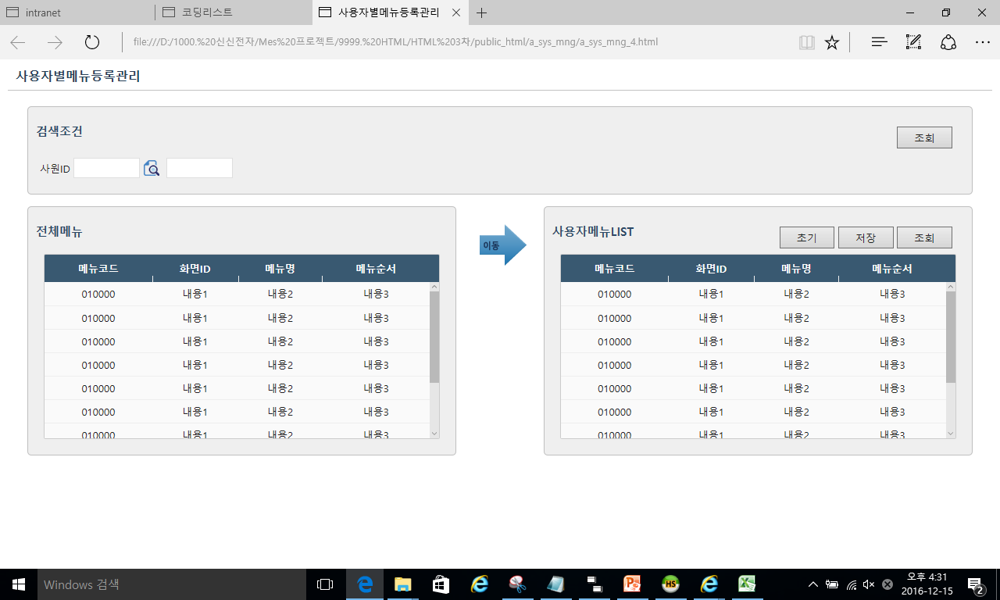 intranet
코딩리스트
사용자별메뉴등록관리
file:///D:/1000.%20신신전자/Mes%20프로젝트/9999.%20HTML/HTML%203차/public_html/a_sys_mng/a_sys_mng_4.html
사용자별메뉴등록관리
검색조건
조회
사원ID
전체메뉴
메뉴코드 화면ID 메뉴명 메뉴순서
010000 내용1 내용2 내용3
010000 내용1 내용2 내용3
010000 내용1 내용2 내용3
010000 내용1 내용2 내용3
010000 내용1 내용2 내용3
010000 내용1 내용2 내용3
010000 내용1 내용2 내용3
이동
사용자메뉴LIST
초기 저장 조회
메뉴코드 화면ID 메뉴명 메뉴순서
010000 내용1 내용2 내용3
010000 내용1 내용2 내용3
010000 내용1 내용2 내용3
010000 내용1 내용2 내용3
010000 내용1 내용2 내용3
010000 내용1 내용2 내용3
010000 내용1 내용2 내용3
Windows 검색
HS
오후 4:31
2016-12-15
2